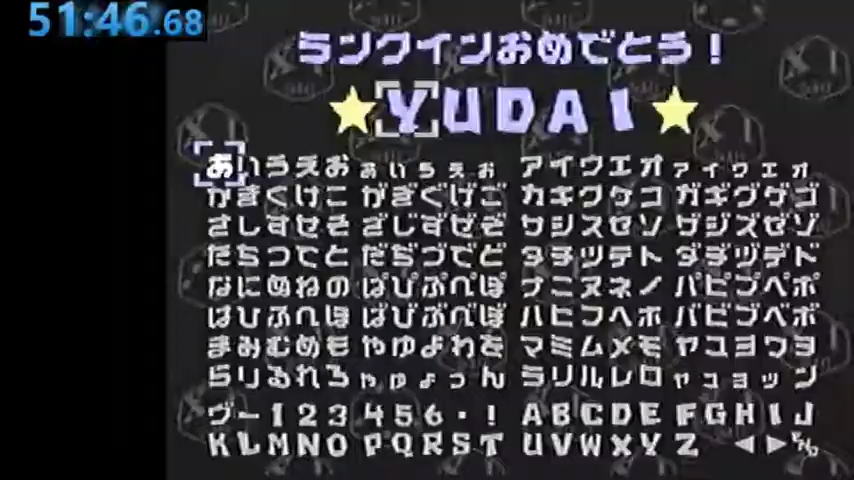 51:46.68
ランクインおめでとう!
★YUDAI★
あいうえお ぁぃぅぇぉ アイウエオ ァィゥェォ
かきくけこ がぎぐげご カキクケコ ガギグゲゴ
さしすせそ ざじずぜぞ サシスセソ ザジズゼゾ
たちつてと だぢづでど タチツテト ダヂヅデド
なにぬねの ぱぴぷぺぽ ナニヌネノ パピプペポ
はひふへほ ばびぶべぼ ハヒフヘホ バビブベボ
まみむめも やゆよわを マミムメモ ヤユヨワヲ
らりるれろ ゃゅょっん ラリルレロ ャュョッン
ヴー123 456・! ABCDE FGHIJ
KLMNO PQRST UVWXY Z ◀▶END